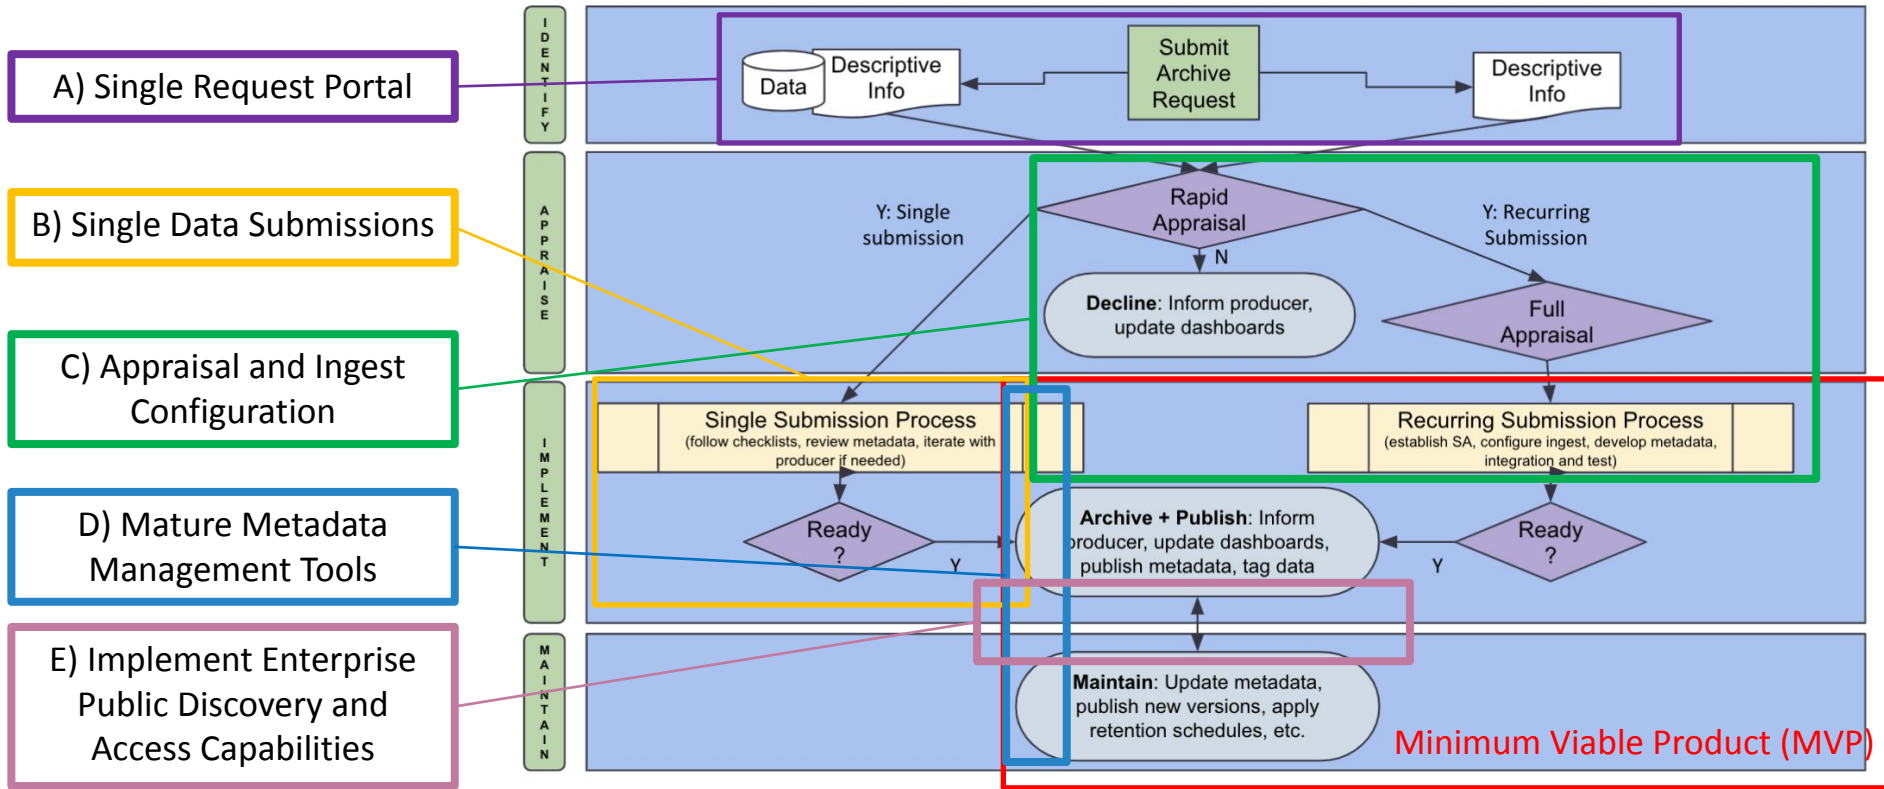 A) Single Request Portal
B) Single Data Submissions
C) Appraisal and Ingest
Configuration
D) Mature Metadata
Management Tools
E) Implement Enterprise
Public Discovery and
Access Capabilities
IDENTIFY
Data
Descriptive
Info
Submit
Archive
Request
Descriptive
Info
APPRAISE
Y: Single
submission
Rapid
Appraisal
Y: Recurring
Submission
N
Decline: Inform producer,
update dashboards
Full
Appraisal
IMPLEMENT
Single Submission Process
(follow checklists, review metadata, iterate with
producer if needed)
Recurring Submission Process
(establish SA, configure ingest, develop metadata,
integration and test)
Ready
?
Y
Archive + Publish: Inform
producer, update dashboards,
publish metadata, tag data
Y
Ready
?
MAINTAIN
Maintain: Update metadata,
publish new versions, apply
retention schedules, etc.
Minimum Viable Product (MVP)